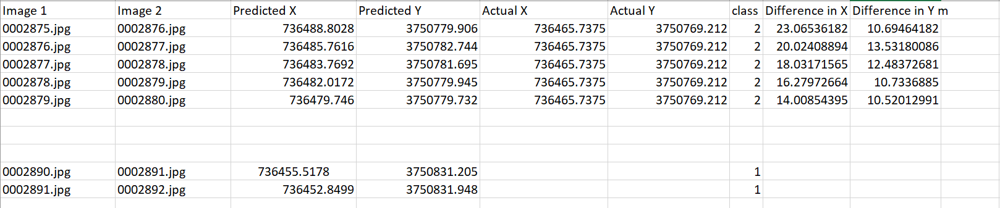 Image 1 Image 2 Predicted X Predicted Y Actual X Actual Y class Difference in X Difference in Y m
0002875.jpg 0002876.jpg 736488.8028 3750779.906 736465.7375 3750769.212 2 23.06536182 10.69464182
0002876.jpg 0002877.jpg 736485.7616 3750782.744 736465.7375 3750769.212 2 20.02408894 13.53180086
0002877.jpg 0002878.jpg 736483.7692 3750781.695 736465.7375 3750769.212 2 18.03171565 12.48372681
0002878.jpg 0002879.jpg 736482.0172 3750779.945 736465.7375 3750769.212 2 16.27972664 10.7336885
0002879.jpg 0002880.jpg 736479.746 3750779.732 736465.7375 3750769.212 2 14.00854395 10.52012991
0002890.jpg 0002891.jpg 736455.5178 3750831.205 1
0002891.jpg 0002892.jpg 736452.8499 3750831.948 1